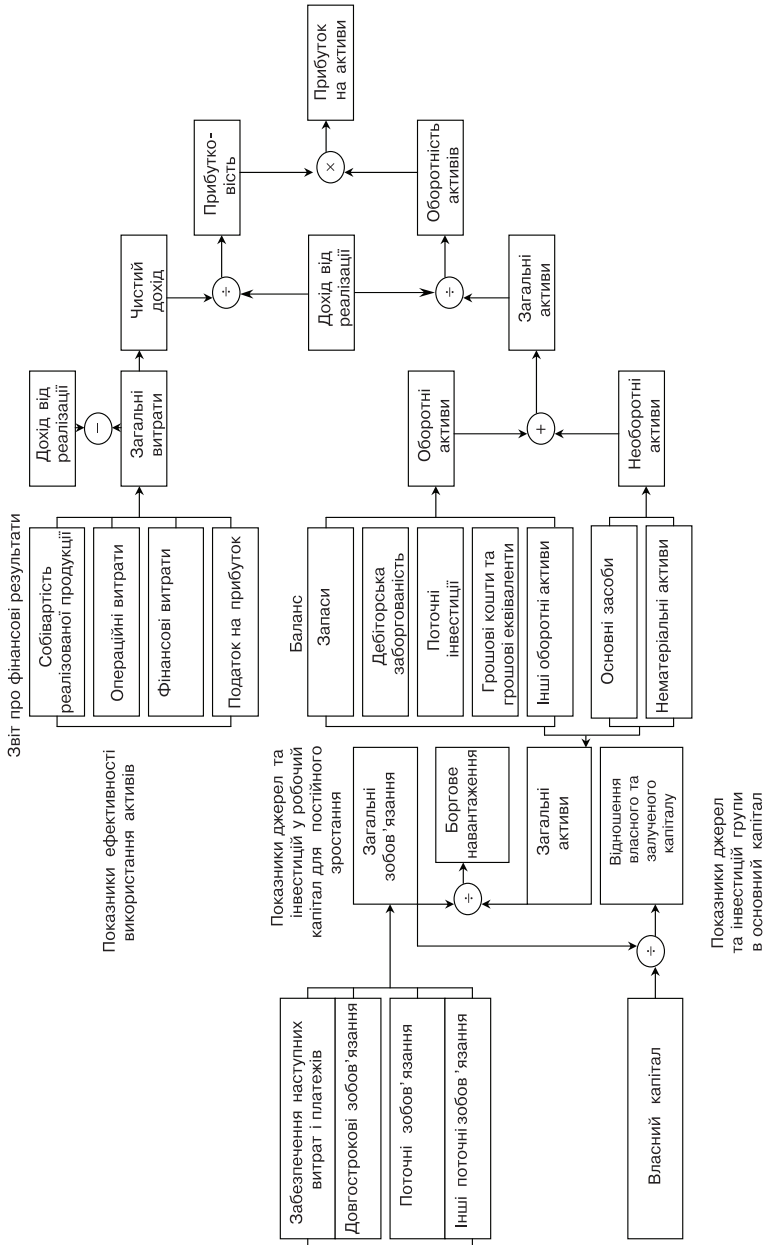 Звіт про фінансові результати
Показники ефективності
використання активів
Собівартість
реалізованої продукції
Операційні витрати
Фінансові витрати
Податок на прибуток
Дохід від
реалізації
–
Загальні
витрати
Чистий
дохід
÷
Прибутко-
вість
Дохід від
реалізації
×
Прибуток
на активи
÷
Оборотність
активів
Баланс
Запаси
Дебіторська
заборгованість
Поточні
інвестиції
Грошові кошти та
грошові еквіваленти
Інші оборотні активи
Основні засоби
Нематеріальні активи
Оборотні
активи
+
Необоротні
активи
Загальні
активи
Показники джерел та
інвестицій у робочий
капітал для постійного
зростання
Забезпечення наступних
витрат і платежів
Довгострокові зобов'язання
Поточні зобов'язання
Інші поточні зобов'язання
Загальні
зобов'язання
÷
Боргове
навантаження
Загальні
активи
Власний капітал
÷
Відношення
власного та
залученого
капіталу
Показники джерел
та інвестицій групи
в основний капітал